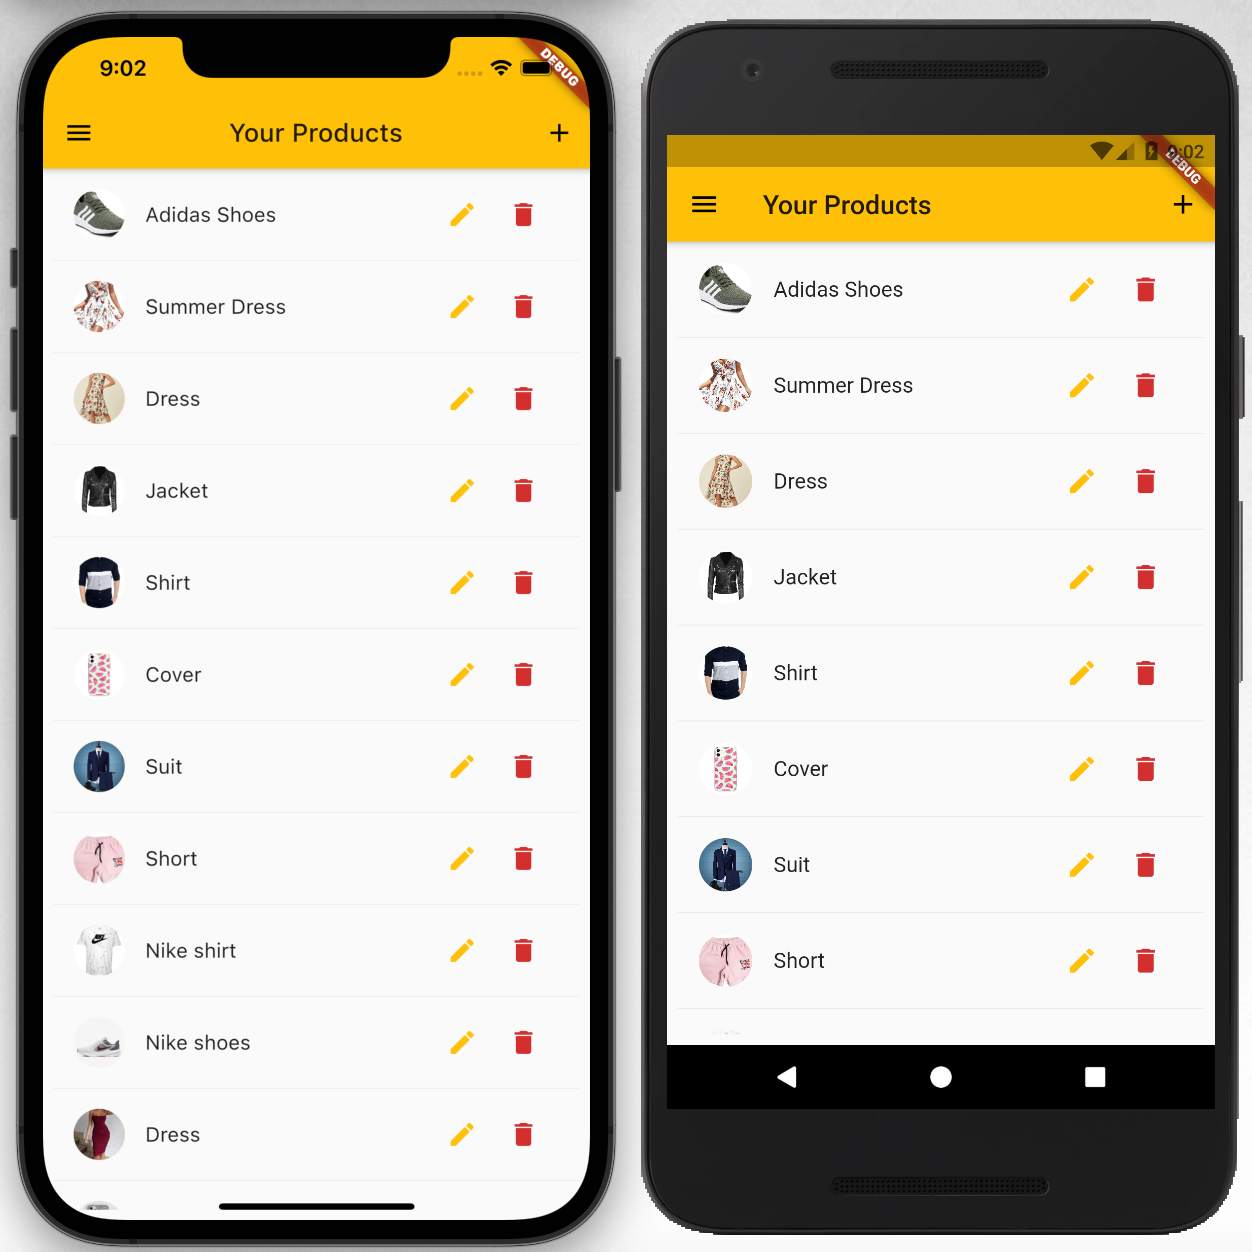 9:02
DEBUG
Your Products
Adidas Shoes
Summer Dress
Dress
Jacket
Shirt
Cover
Suit
Short
Nike shirt
Nike shoes
Dress
9:02
DEBUG
Your Products
Adidas Shoes
Summer Dress
Dress
Jacket
Shirt
Cover
Suit
Short